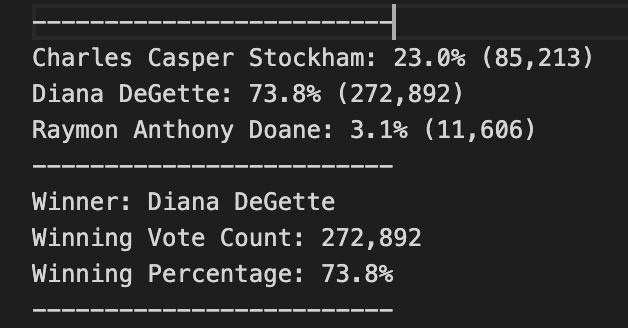 -------------------------
Charles Casper Stockham: 23.0% (85,213)
Diana DeGette: 73.8% (272,892)
Raymon Anthony Doane: 3.1% (11,606)
-------------------------
Winner: Diana DeGette
Winning Vote Count: 272,892
Winning Percentage: 73.8%
-------------------------